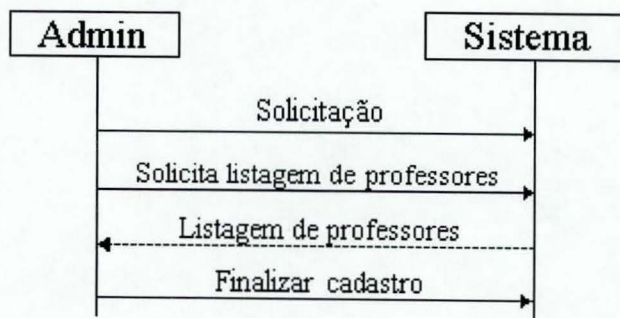 Admin
Sistema
Solicitação
Solicita listagem de professores
Listagem de professores
Finalizar cadastro